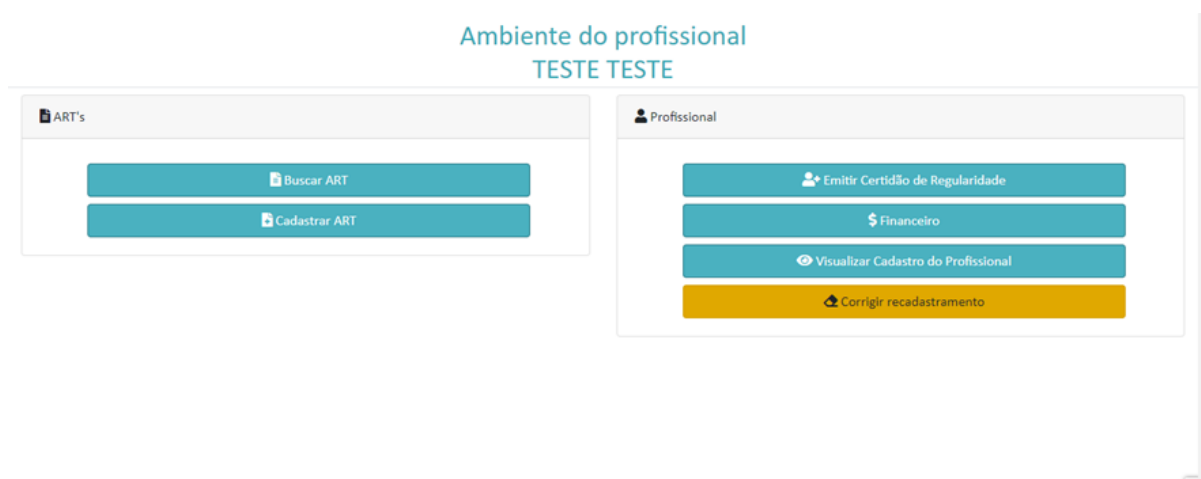 Ambiente do profissional
TESTE TESTE
ART's
Buscar ART
Cadastrar ART
Profissional
Emitir Certidão de Regularidade
Financeiro
Visualizar Cadastro do Profissional
Corrigir recadastramento